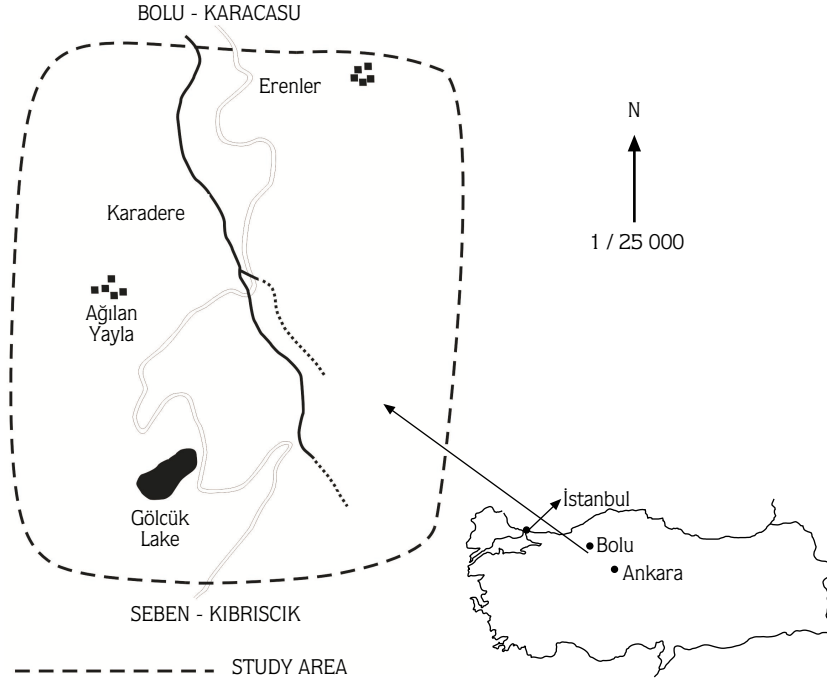 BOLU - KARACASU
Erenler
N
Karadere
1 / 25 000
Ağılan
Yayla
Gölcük
Lake
İstanbul
Bolu
Ankara
SEBEN - KIBRISCIK
STUDY AREA